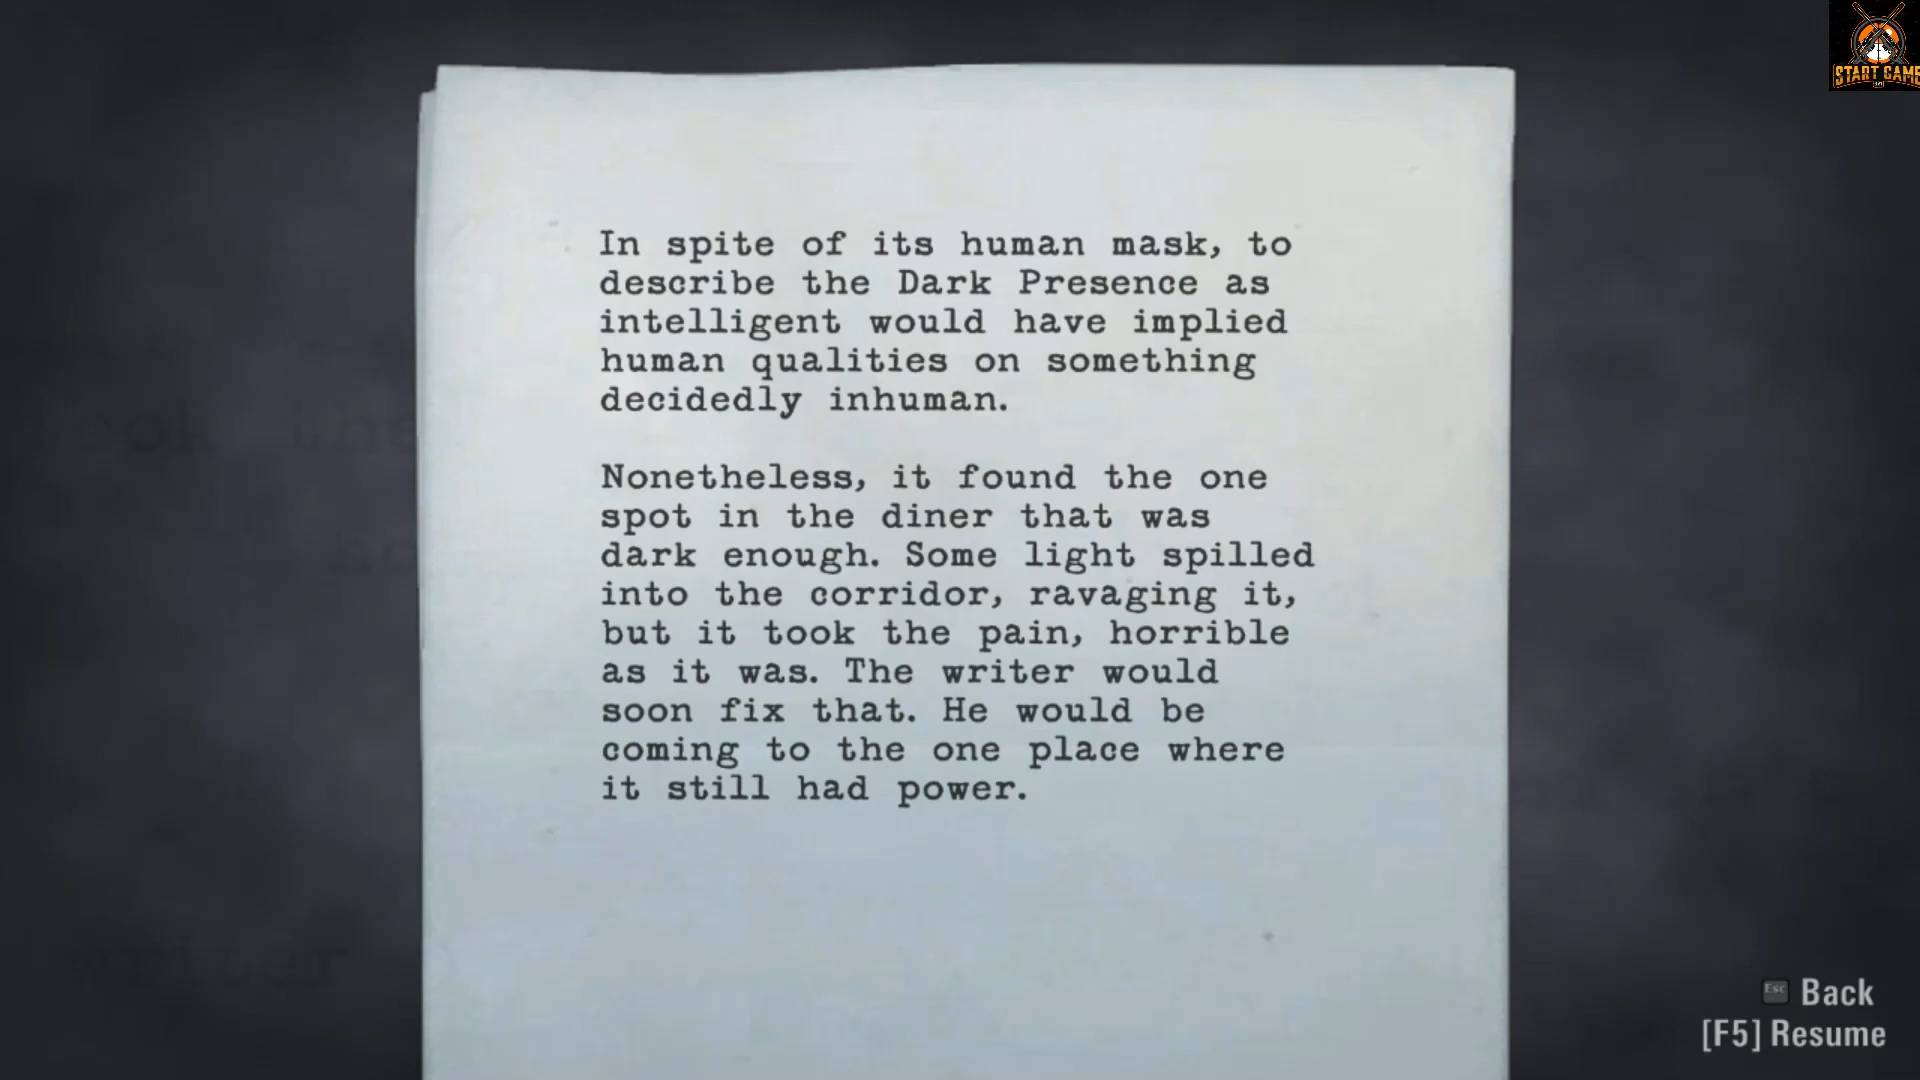 START GAME
In spite of its human mask, to
describe the Dark Presence as
intelligent would have implied
human qualities on something
decidedly inhuman.
Nonetheless, it found the one
spot in the diner that was
dark enough. Some light spilled
into the corridor, ravaging it,
but it took the pain, horrible
as it was. The writer would
soon fix that. He would be
coming to the one place where
it still had power.
writer
Esc Back
[F5] Resume